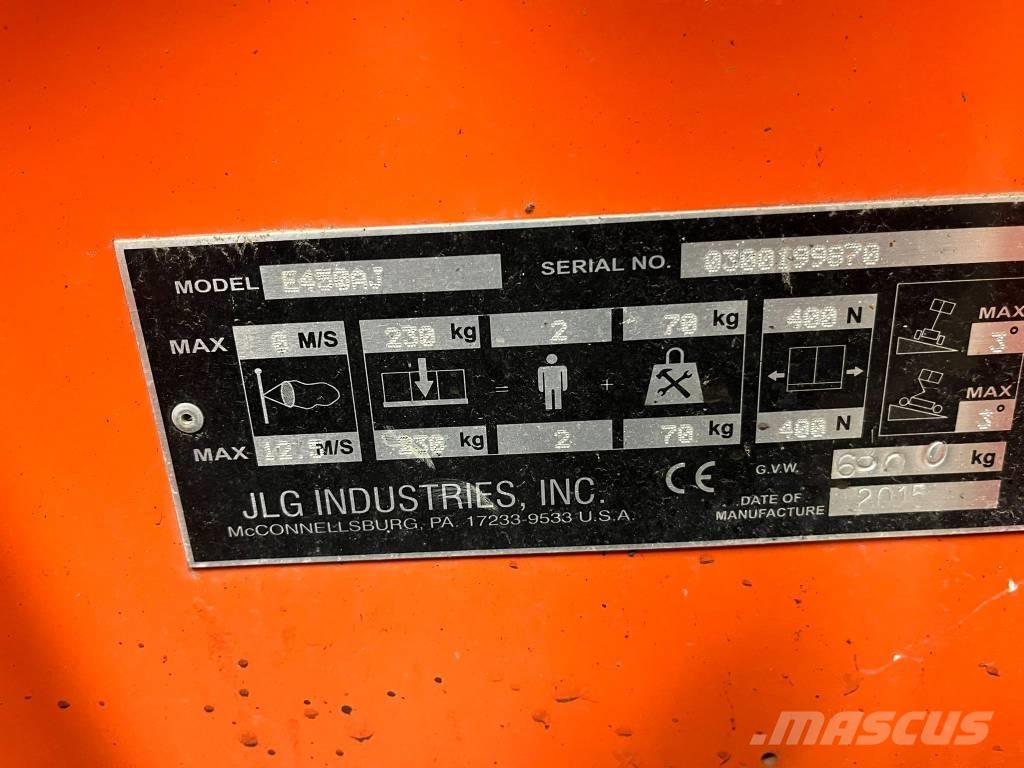 MODEL E450AJ SERIAL NO. 0300199870
MAX 0 M/S 230 kg 2 70 kg 400 N MAX 3°
= +
MAX 12.5 M/S 230 kg 2 70 kg 400 N MAX 3°
JLG INDUSTRIES, INC. CE G.V.W. kg
McCONNELLSBURG, PA. 17233-9533 U.S.A. DATE OF MANUFACTURE 2015
MASCUS